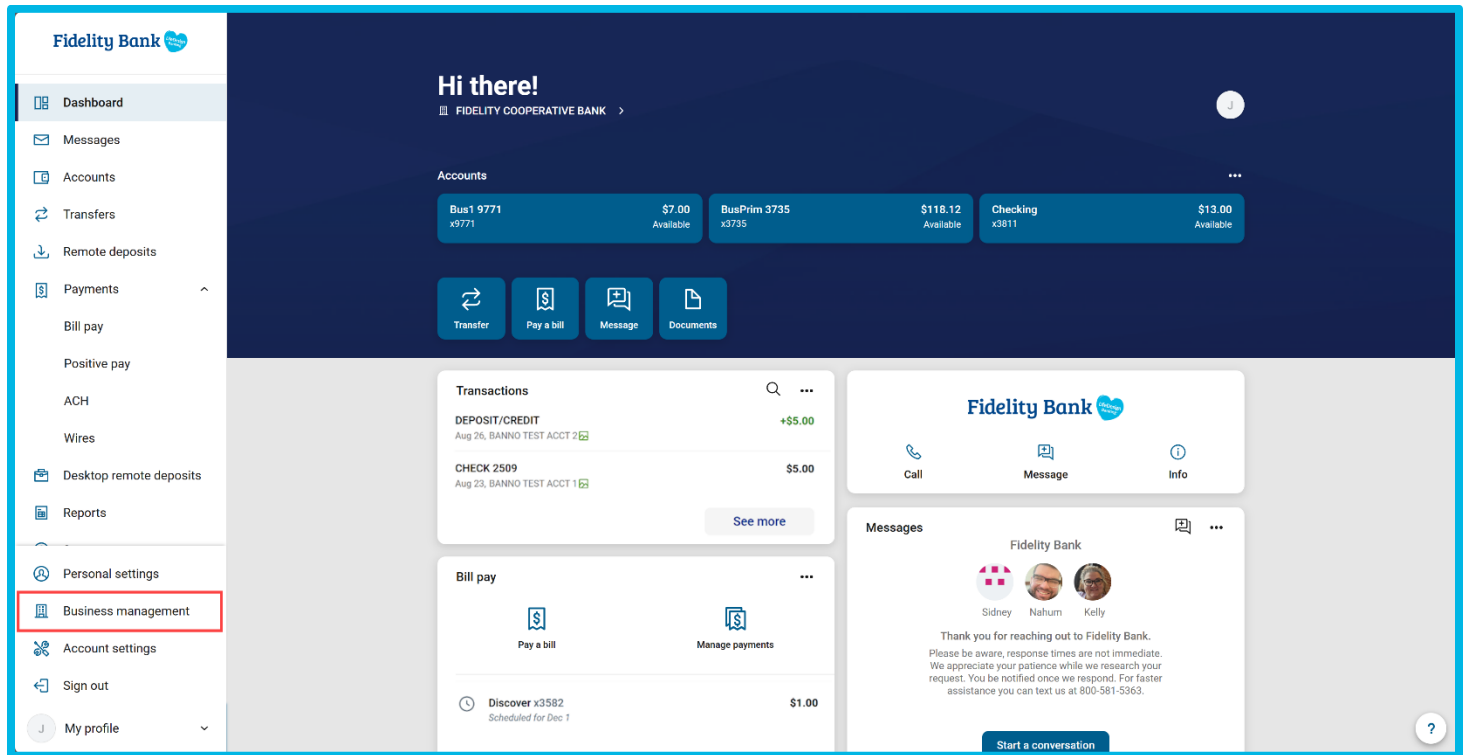 Fidelity Bank
Dashboard
Messages
Accounts
Transfers
Remote deposits
Payments
Bill pay
Positive pay
ACH
Wires
Desktop remote deposits
Reports
Personal settings
Business management
Account settings
Sign out
J My profile
Hi there!
FIDELITY COOPERATIVE BANK
J
Accounts
Bus1 9771 $7.00
x9771 Available
BusPrim 3735 $118.12
x3735 Available
Checking $13.00
x3811 Available
Transfer
Pay a bill
Message
Documents
Transactions
DEPOSIT/CREDIT +$5.00
Aug 26, BANNO TEST ACCT 2
CHECK 2509 $5.00
Aug 23, BANNO TEST ACCT 1
See more
Bill pay
Pay a bill
Manage payments
Discover x3582 $1.00
Scheduled for Dec 1
Fidelity Bank
Call
Message
Info
Messages
Fidelity Bank
Sidney Nahum Kelly
Thank you for reaching out to Fidelity Bank.
Please be aware, response times are not immediate.
We appreciate your patience while we research your
request. You be notified once we respond. For faster
assistance you can text us at 800-581-5363.
Start a conversation
?